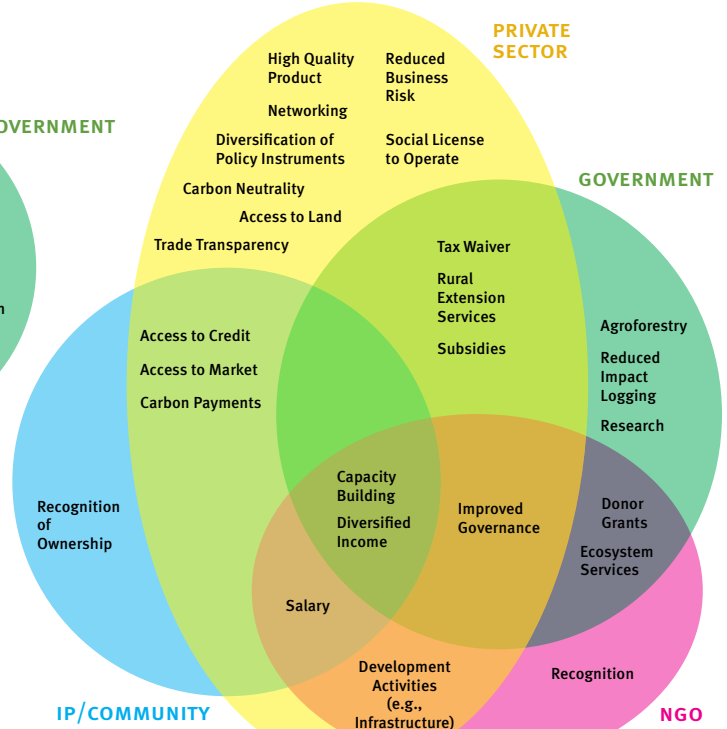 PRIVATE
SECTOR
High Quality
Product
Reduced
Business
Risk
Networking
Diversification of
Policy Instruments
Social License
to Operate
Carbon Neutrality
Access to Land
Trade Transparency
OVERNMENT
GOVERNMENT
Tax Waiver
Rural
Extension
Services
Subsidies
Agroforestry
Reduced
Impact
Logging
Research
n
Access to Credit
Access to Market
Carbon Payments
Recognition
of
Ownership
Capacity
Building
Diversified
Income
Improved
Governance
Donor
Grants
Ecosystem
Services
Salary
Development
Activities
(e.g.,
Infrastructure)
Recognition
IP/COMMUNITY
NGO